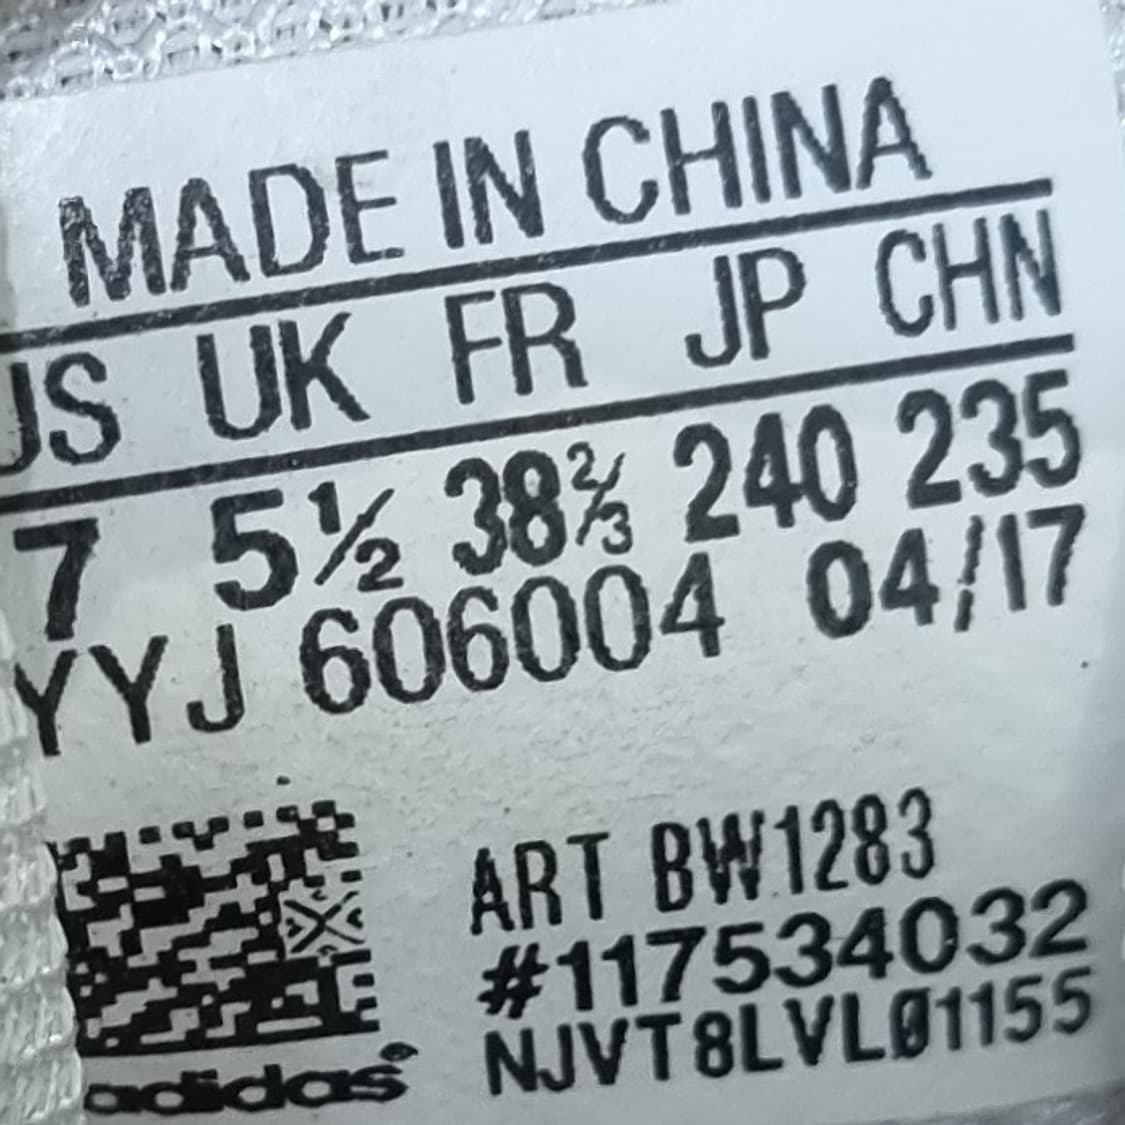 MADE IN CHINA
US UK FR JP CHN
7 5½ 38⅔ 240 235
YYJ 606004 04/17
ART BW1283
#117534032
NJVT8LVL01155
adidas